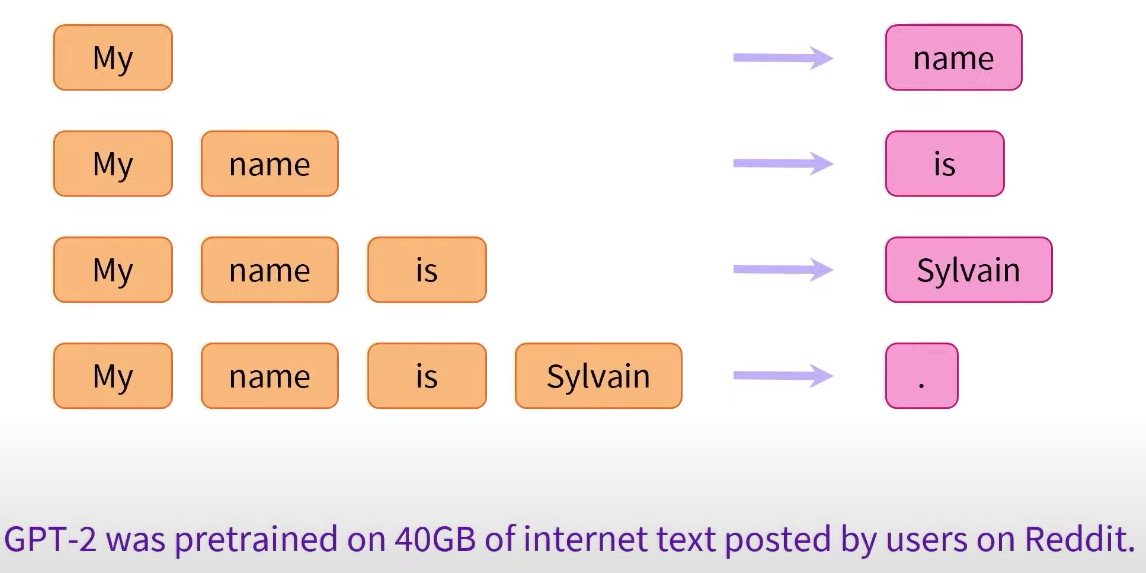 My name
My name is
My name is Sylvain
My name is Sylvain .
GPT-2 was pretrained on 40GB of internet text posted by users on Reddit.